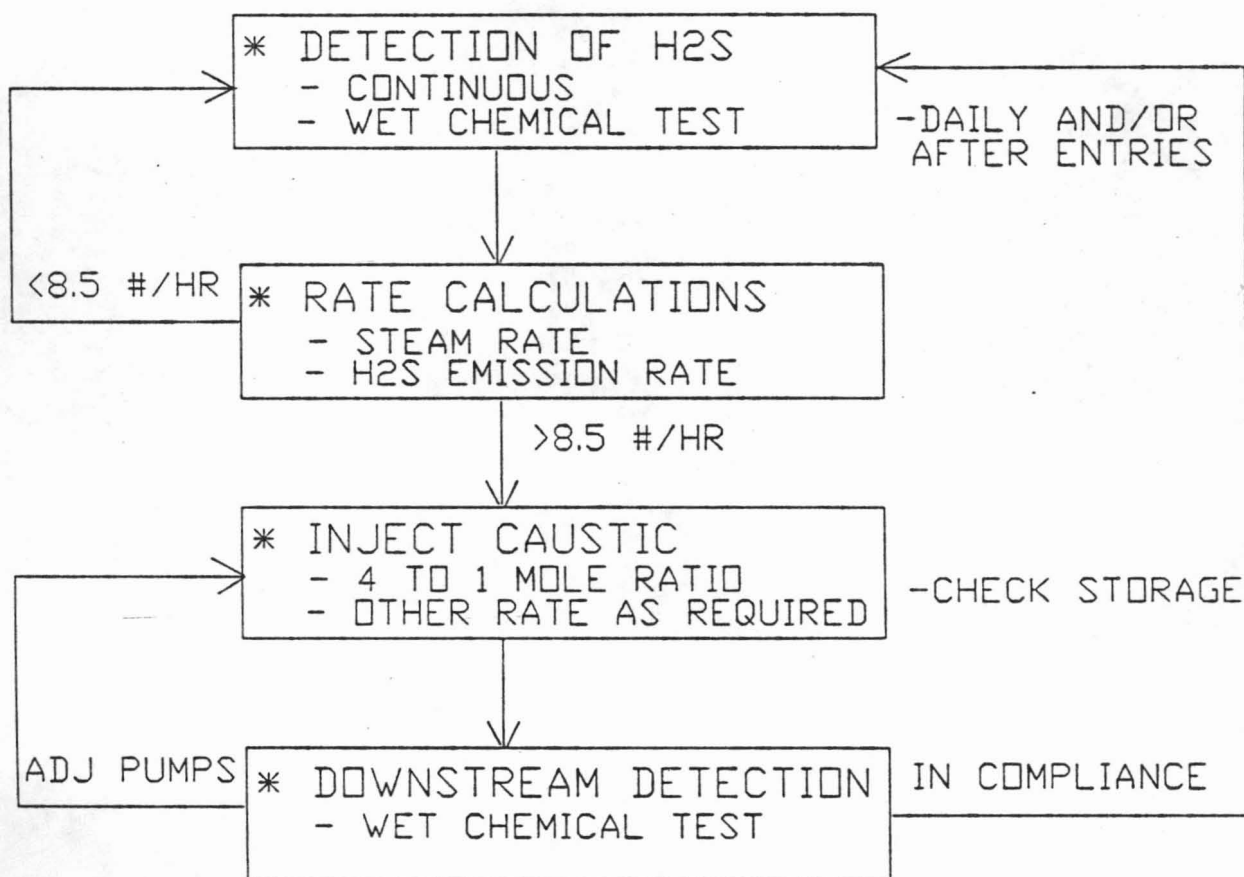 * DETECTION OF H2S
- CONTINUOUS
- WET CHEMICAL TEST
-DAILY AND/OR
AFTER ENTRIES
<8.5 #/HR
* RATE CALCULATIONS
- STEAM RATE
- H2S EMISSION RATE
>8.5 #/HR
* INJECT CAUSTIC
- 4 TO 1 MOLE RATIO
- OTHER RATE AS REQUIRED
-CHECK STORAGE
ADJ PUMPS
* DOWNSTREAM DETECTION
- WET CHEMICAL TEST
IN COMPLIANCE